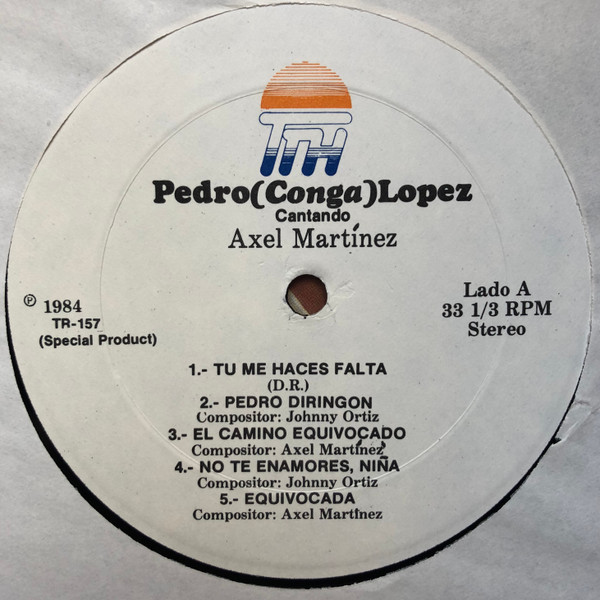 TTH
Pedro(Conga)Lopez
Cantando
Axel Martínez
℗ 1984
TR-157
(Special Product)
Lado A
33 1/3 RPM
Stereo
1.- TU ME HACES FALTA
(D.R.)
2.- PEDRO DIRINGON
Compositor: Johnny Ortiz
3.- EL CAMINO EQUIVOCADO
Compositor: Axel Martínez
4.- NO TE ENAMORES, NIÑA
Compositor: Johnny Ortiz
5.- EQUIVOCADA
Compositor: Axel Martínez